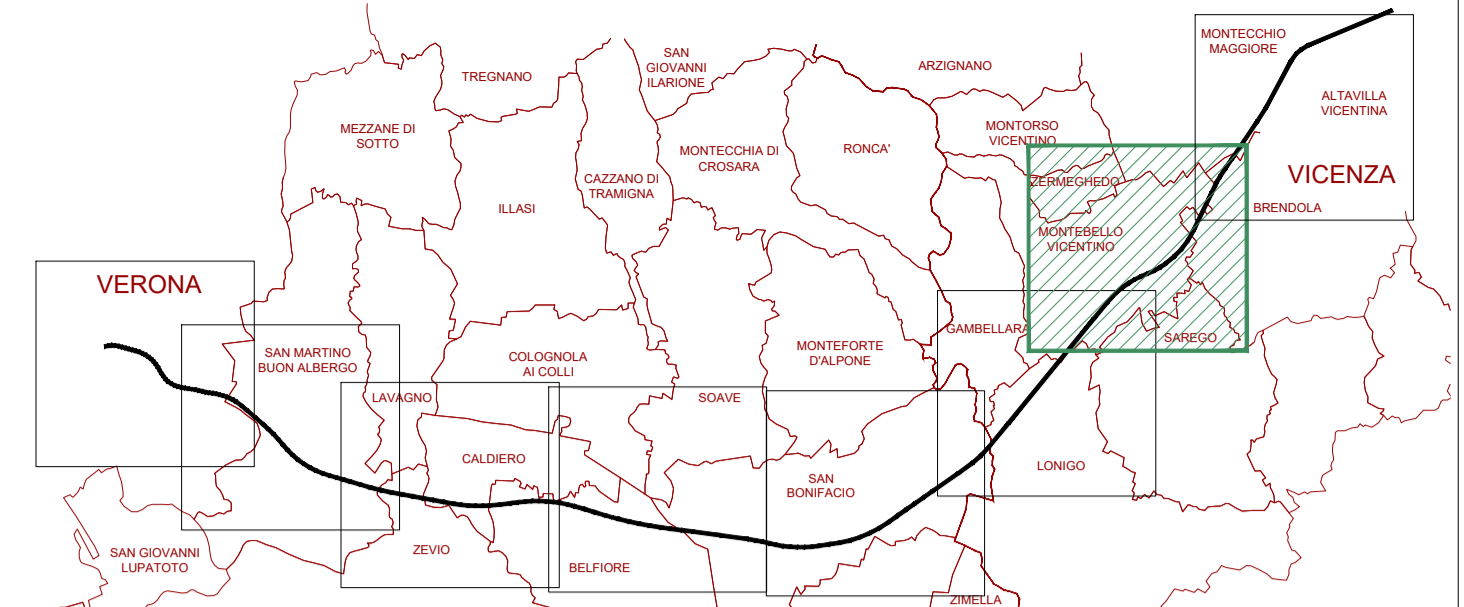 MONTECCHIO
MAGGIORE
SAN
GIOVANNI
ILARIONE
ARZIGNANO
TREGNANO
ALTAVILLA
VICENTINA
MEZZANE DI
SOTTO
MONTORSO
VICENTINO
MONTECCHIA DI
CROSARA
RONCA'
CAZZANO DI
TRAMIGNA
ZERMEGHEDO
VICENZA
ILLASI
BRENDOLA
MONTEBELLO
VICENTINO
VERONA
GAMBELLARA
SAREGO
SAN MARTINO
BUON ALBERGO
COLOGNOLA
AI COLLI
MONTEFORTE
D'ALPONE
LAVAGNO
SOAVE
CALDIERO
LONIGO
SAN
BONIFACIO
SAN GIOVANNI
LUPATOTO
ZEVIO
BELFIORE
ZIMELLA